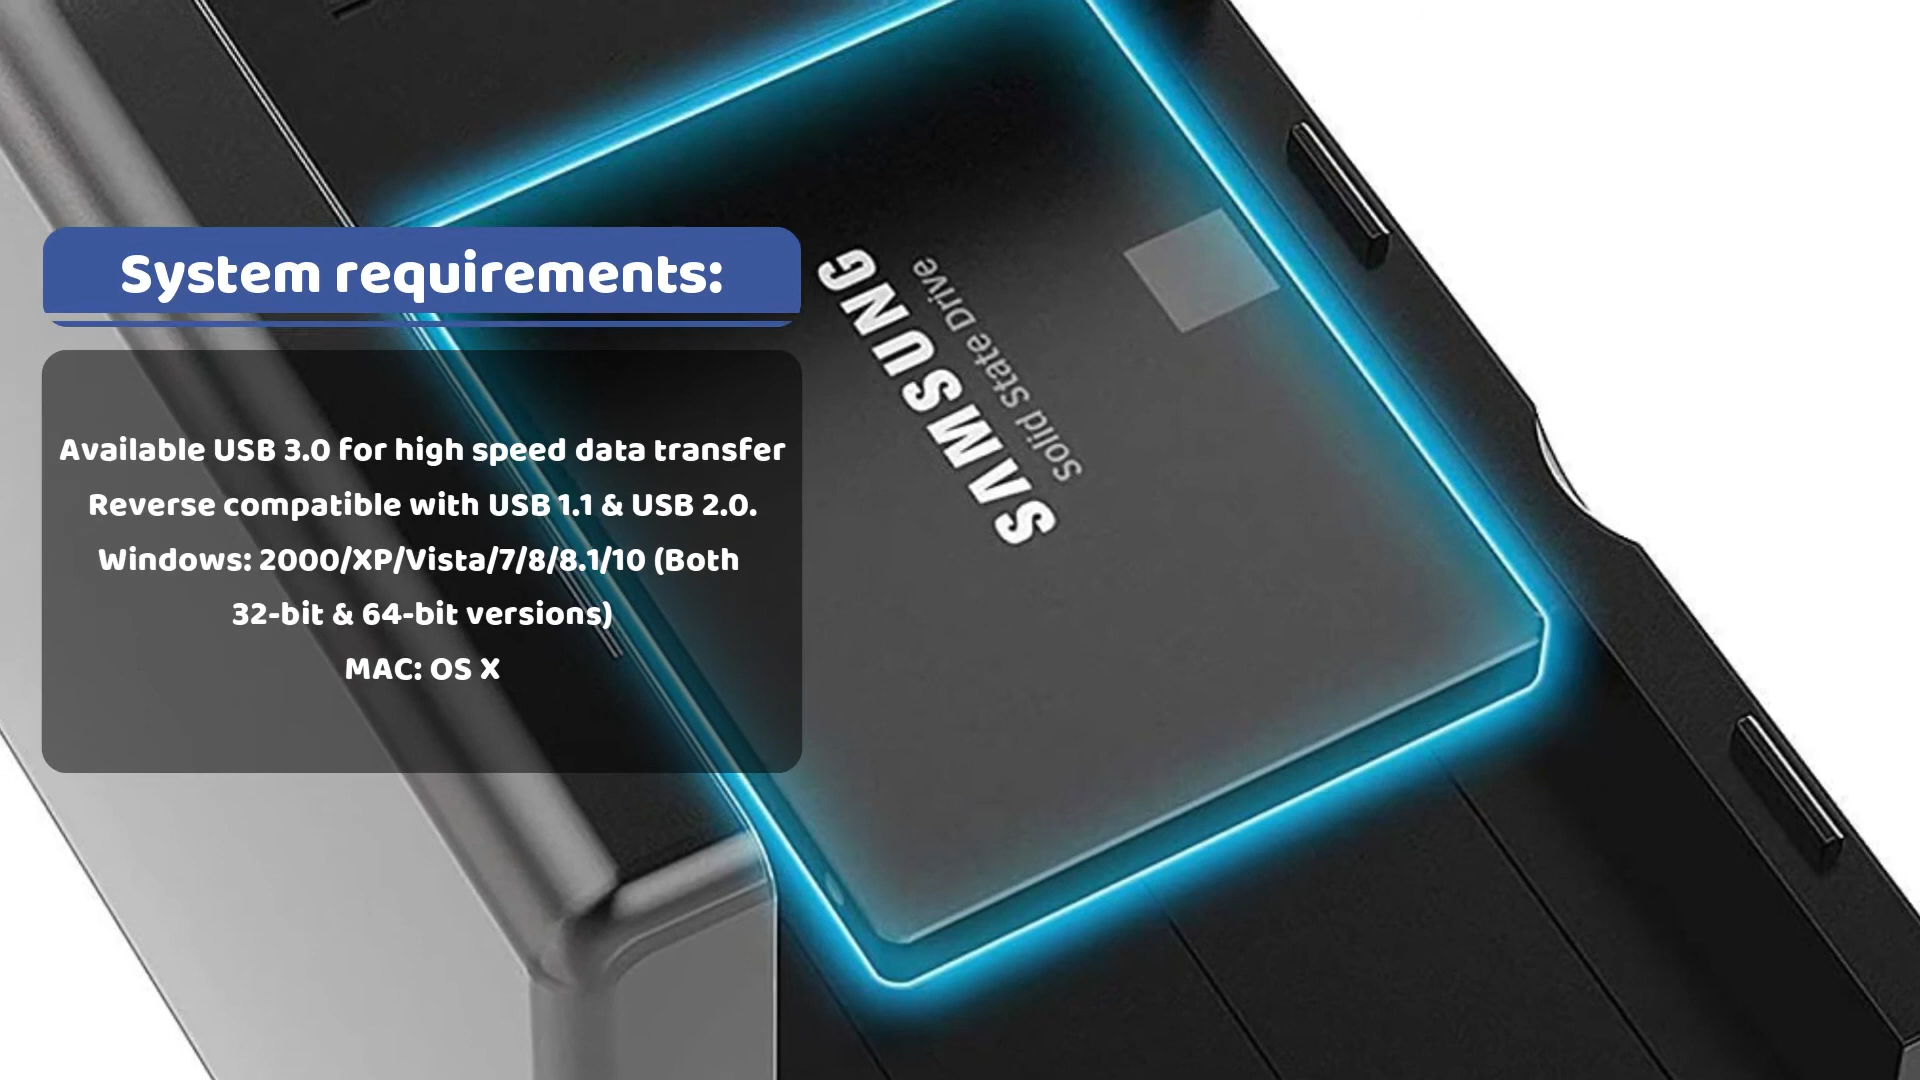 System requirements:
Available USB 3.0 for high speed data transfer
Reverse compatible with USB 1.1 & USB 2.0.
Windows: 2000/XP/Vista/7/8/8.1/10 (Both
32-bit & 64-bit versions)
MAC: OS X
SAMSUNG
Solid State Drive